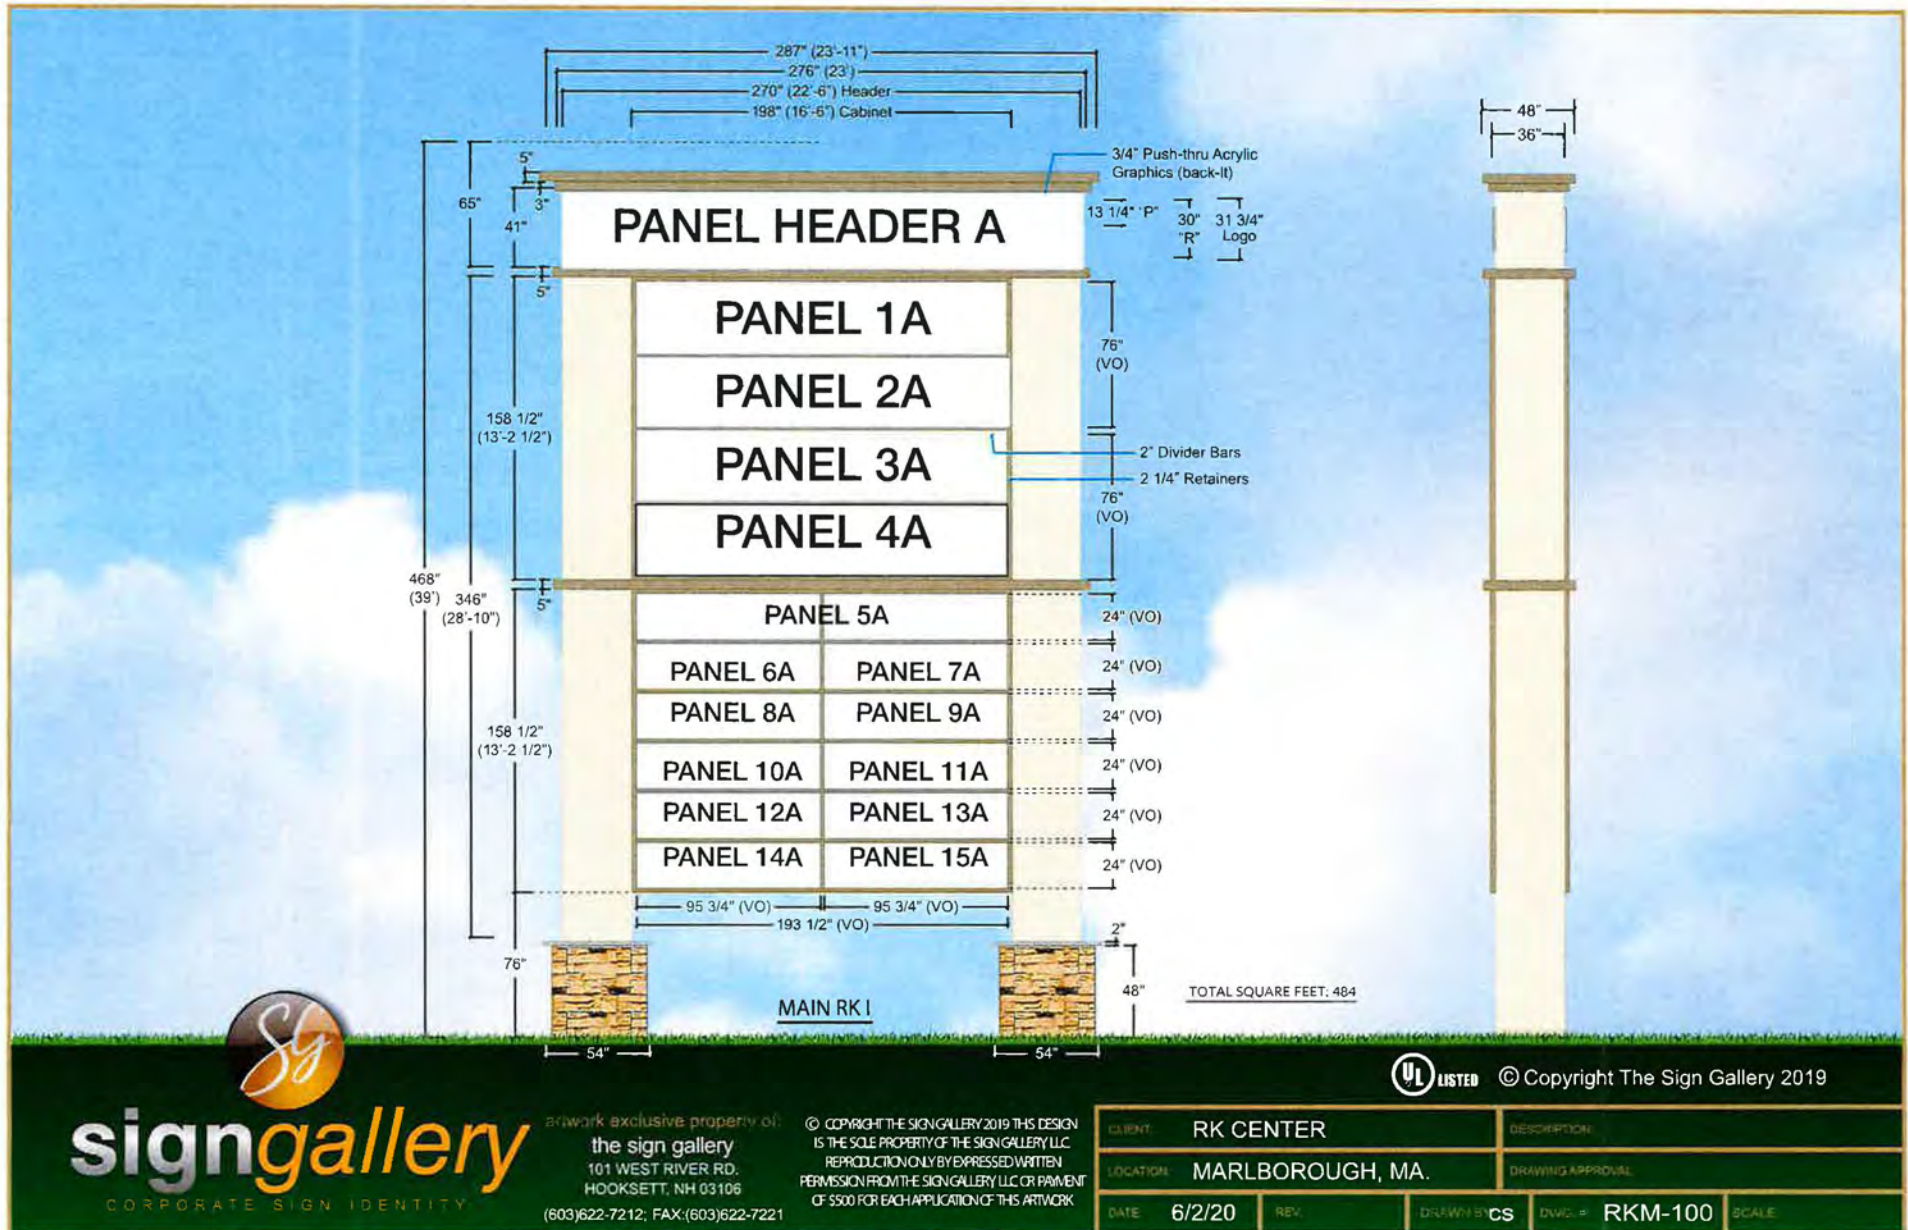 287" (23'-11")
276" (23')
270" (22'-6") Header
198" (16'-6") Cabinet
48"
36"
5"
3"
65"
41"
5"
3/4" Push-thru Acrylic
Graphics (back-lt)
13 1/4" "P"
30"
"R"
31 3/4"
Logo
PANEL HEADER A
PANEL 1A
PANEL 2A
PANEL 3A
PANEL 4A
76"
(VO)
2" Divider Bars
2 1/4" Retainers
76"
(VO)
158 1/2"
(13'-2 1/2")
468"
(39')
346"
(28'-10")
5"
PANEL 5A
24" (VO)
PANEL 6A PANEL 7A
24" (VO)
PANEL 8A PANEL 9A
24" (VO)
158 1/2"
(13'-2 1/2")
PANEL 10A PANEL 11A
24" (VO)
PANEL 12A PANEL 13A
24" (VO)
PANEL 14A PANEL 15A
24" (VO)
95 3/4" (VO) 95 3/4" (VO)
193 1/2" (VO)
2"
76"
48"
MAIN RK I
TOTAL SQUARE FEET: 484
54"
54"
SG
signgallery
CORPORATE SIGN IDENTITY
artwork exclusive property of:
the sign gallery
101 WEST RIVER RD.
HOOKSETT, NH 03106
(603)622-7212; FAX:(603)622-7221
© COPYRIGHT THE SIGN GALLERY 2019 THIS DESIGN
IS THE SOLE PROPERTY OF THE SIGN GALLERY LLC
REPRODUCTION ONLY BY EXPRESSED WRITTEN
PERMISSION FROM THE SIGN GALLERY LLC OR PAYMENT
OF $500 FOR EACH APPLICATION OF THIS ARTWORK
UL LISTED © Copyright The Sign Gallery 2019
CLIENT: RK CENTER
DESCRIPTION:
LOCATION: MARLBOROUGH, MA.
DRAWING APPROVAL
DATE 6/2/20
REV.
DRAWN BY CS
DWG. # RKM-100
SCALE